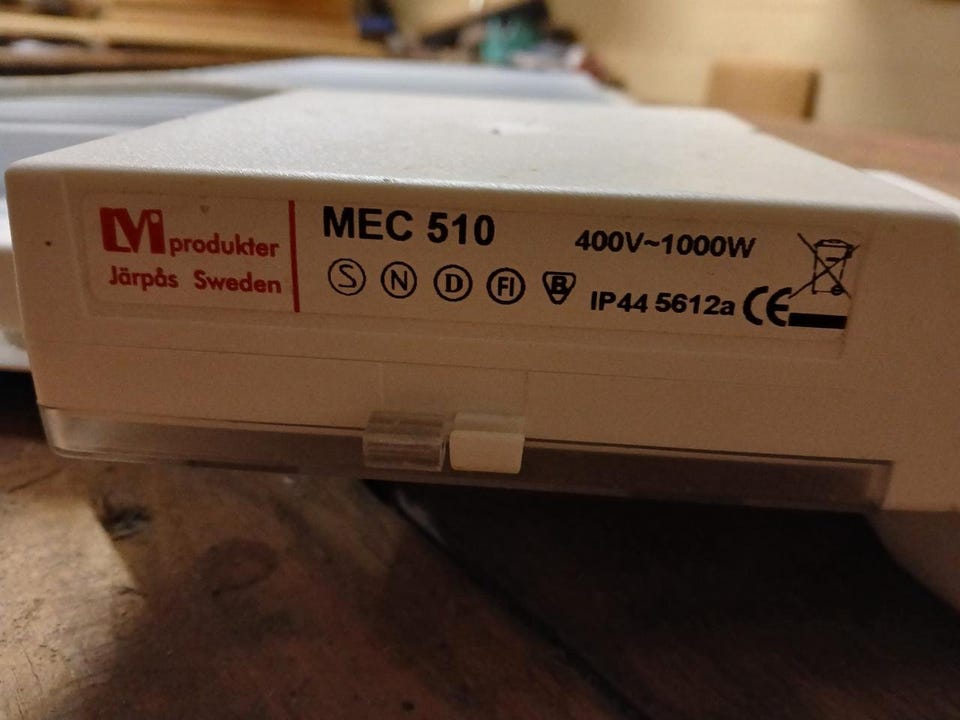 LVi produkter
Järpås Sweden
MEC 510
400V~1000W
S N D FI B
IP44 5612a CE